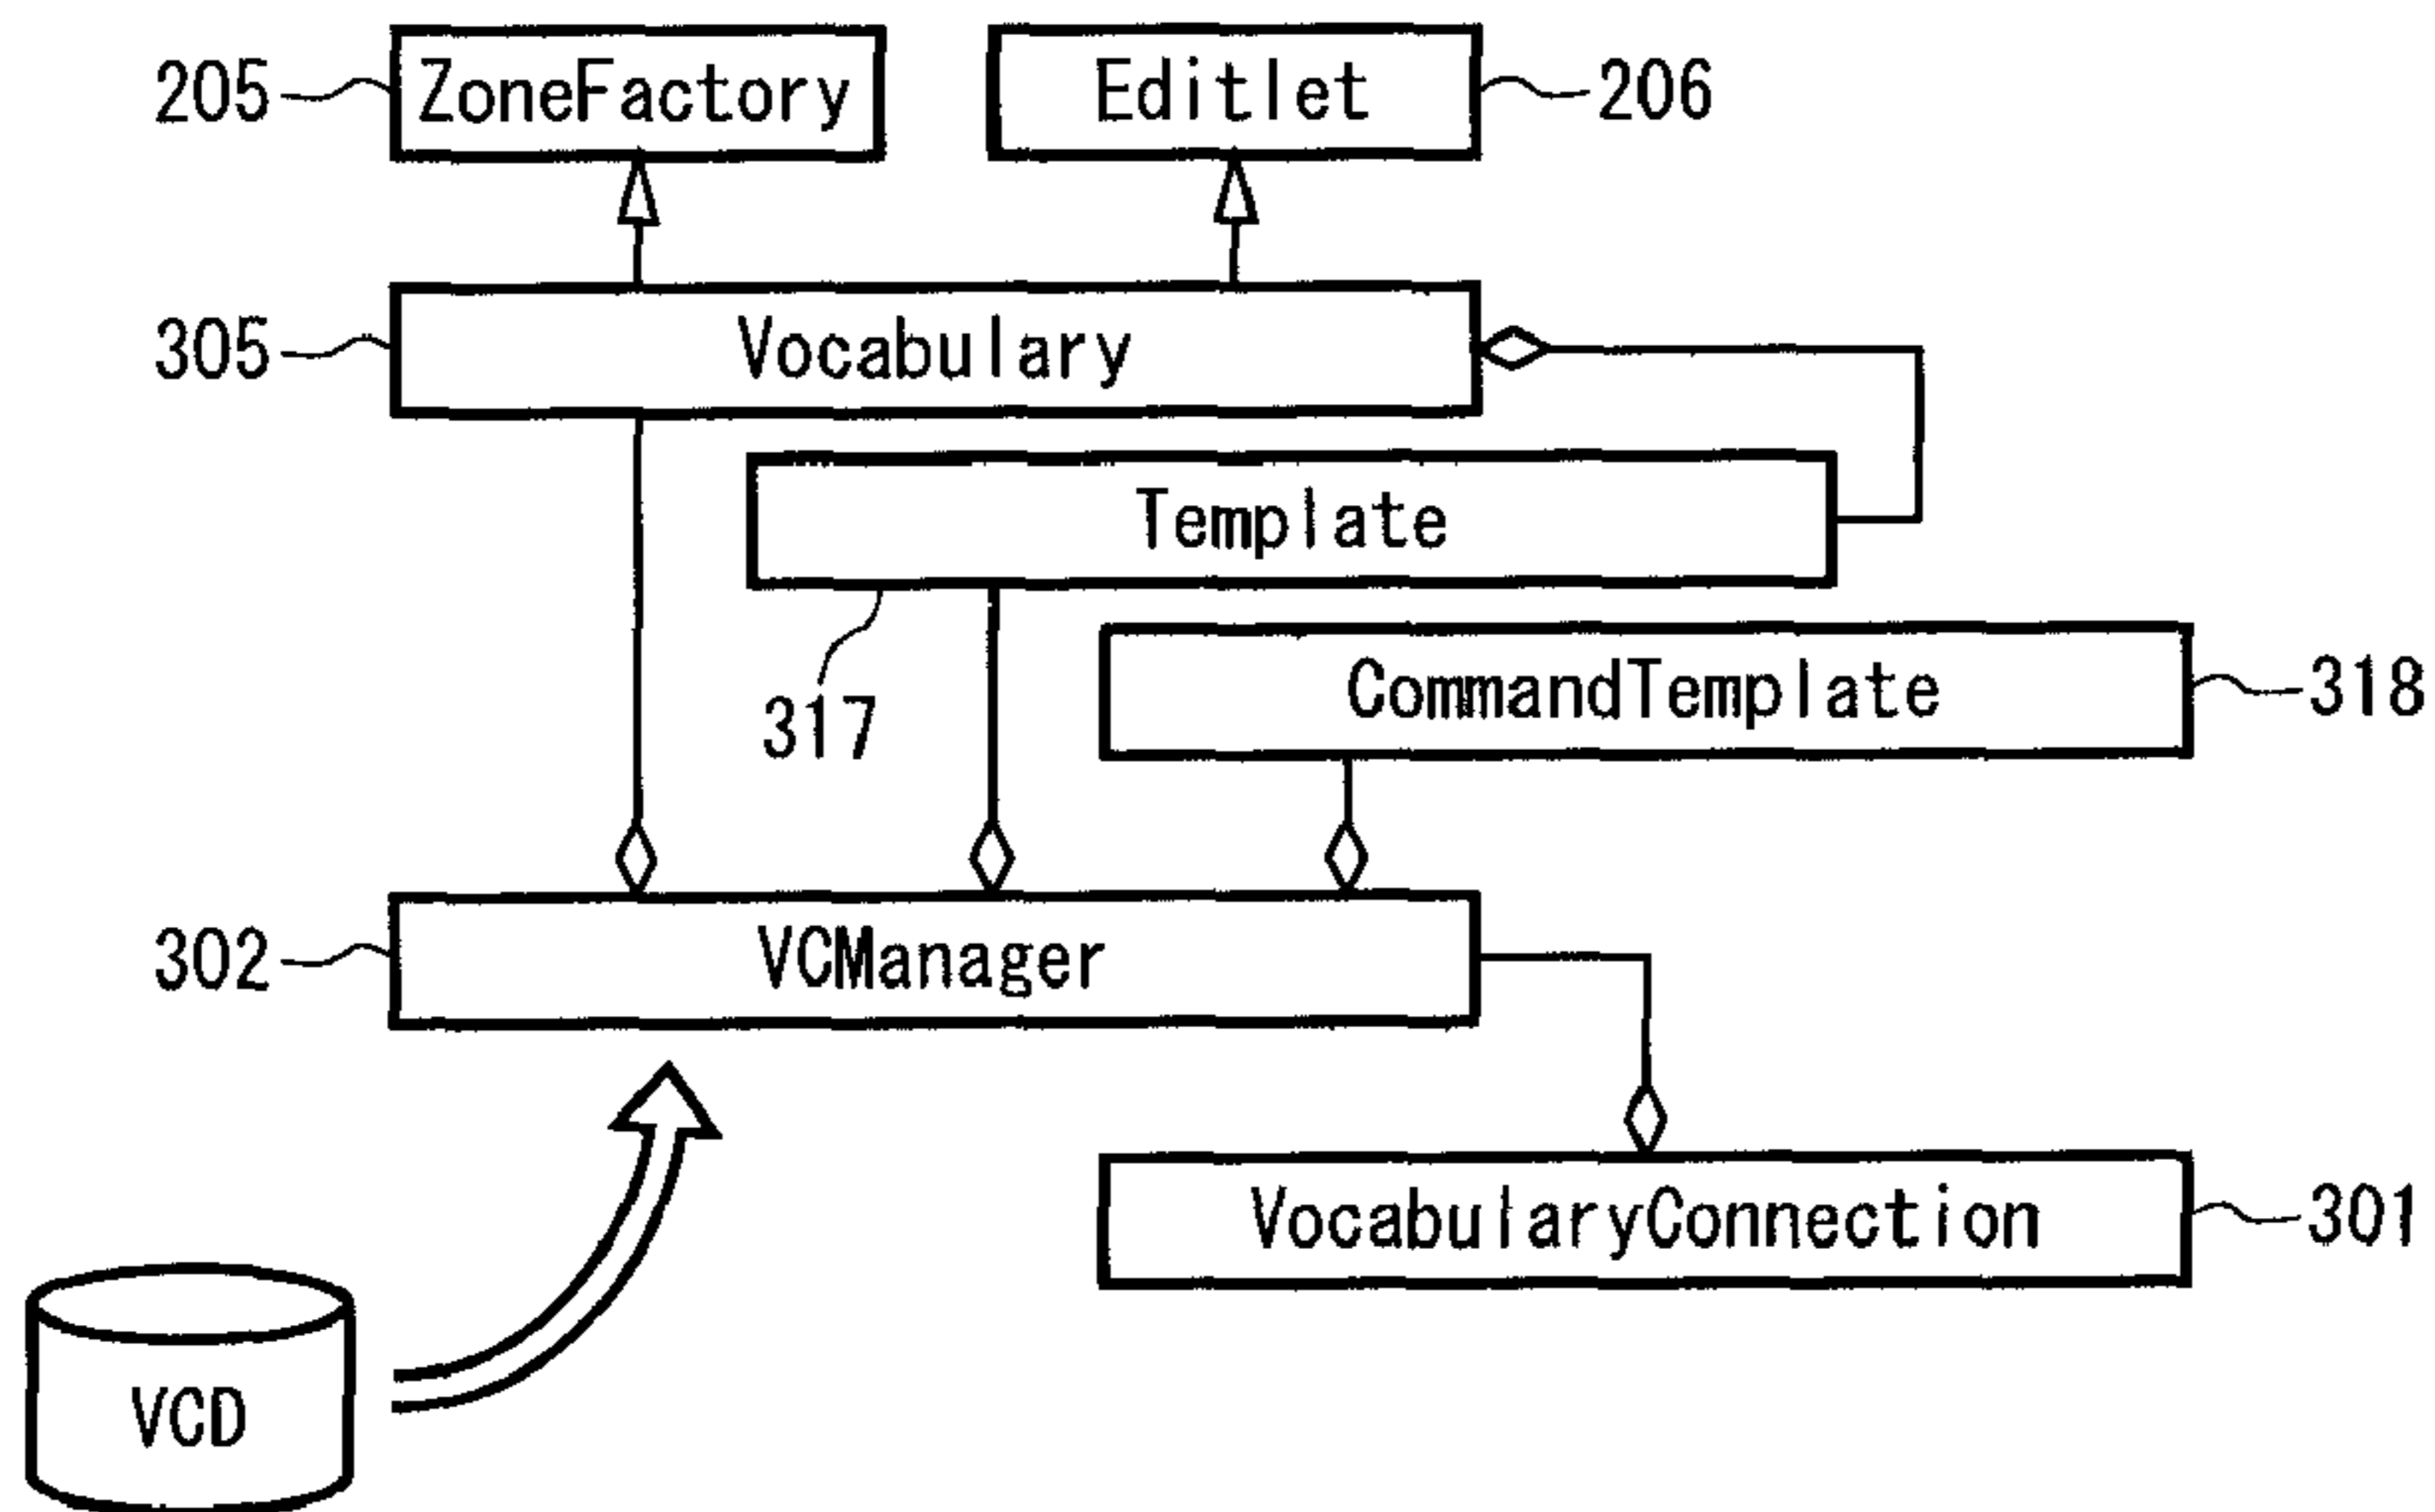 205 ZoneFactory Editlet 206
305 Vocabulary
Template
317
CommandTemplate 318
302 VCManager
VocabularyConnection 301
VCD